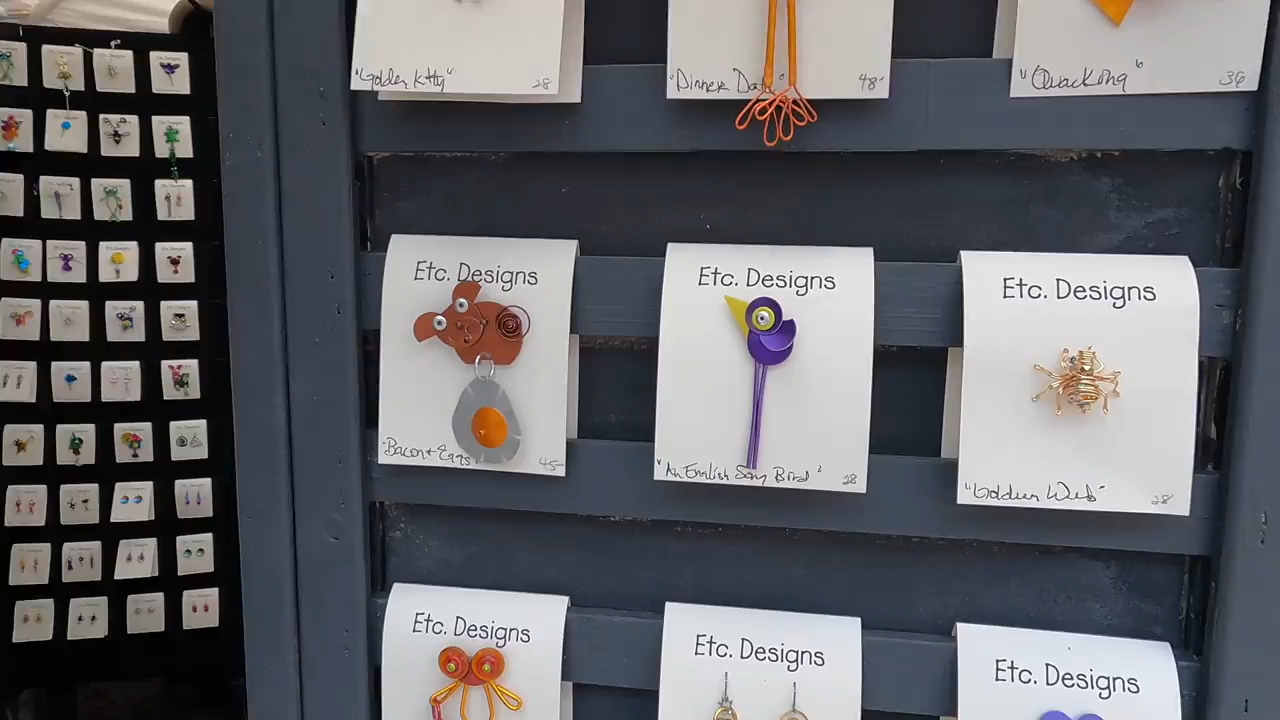 "Golden Kitty" 28
"Dinner Da 48
"QuacKong" 36
Etc. Designs
"Bacon + Eggs 45
Etc. Designs
"An English Song Bird" 28
Etc. Designs
"Golden Web" 28
Etc. Designs
Etc. Designs
Etc. Designs